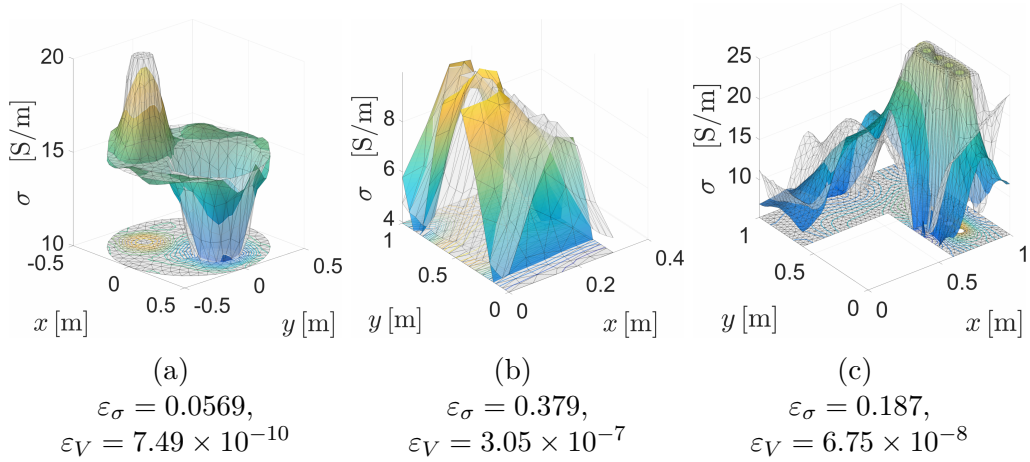 20
15
10
σ [S/m]
-0.5
0
0.5
x [m]
-0.5
0
0.5
y [m]
8
6
4
σ [S/m]
1
0.5
0
y [m]
0
0.2
0.4
x [m]
25
20
15
10
σ [S/m]
1
0.5
0
y [m]
0
0.5
1
x [m]
(a)
ε_σ = 0.0569,
ε_V = 7.49 × 10^{-10}
(b)
ε_σ = 0.379,
ε_V = 3.05 × 10^{-7}
(c)
ε_σ = 0.187,
ε_V = 6.75 × 10^{-8}